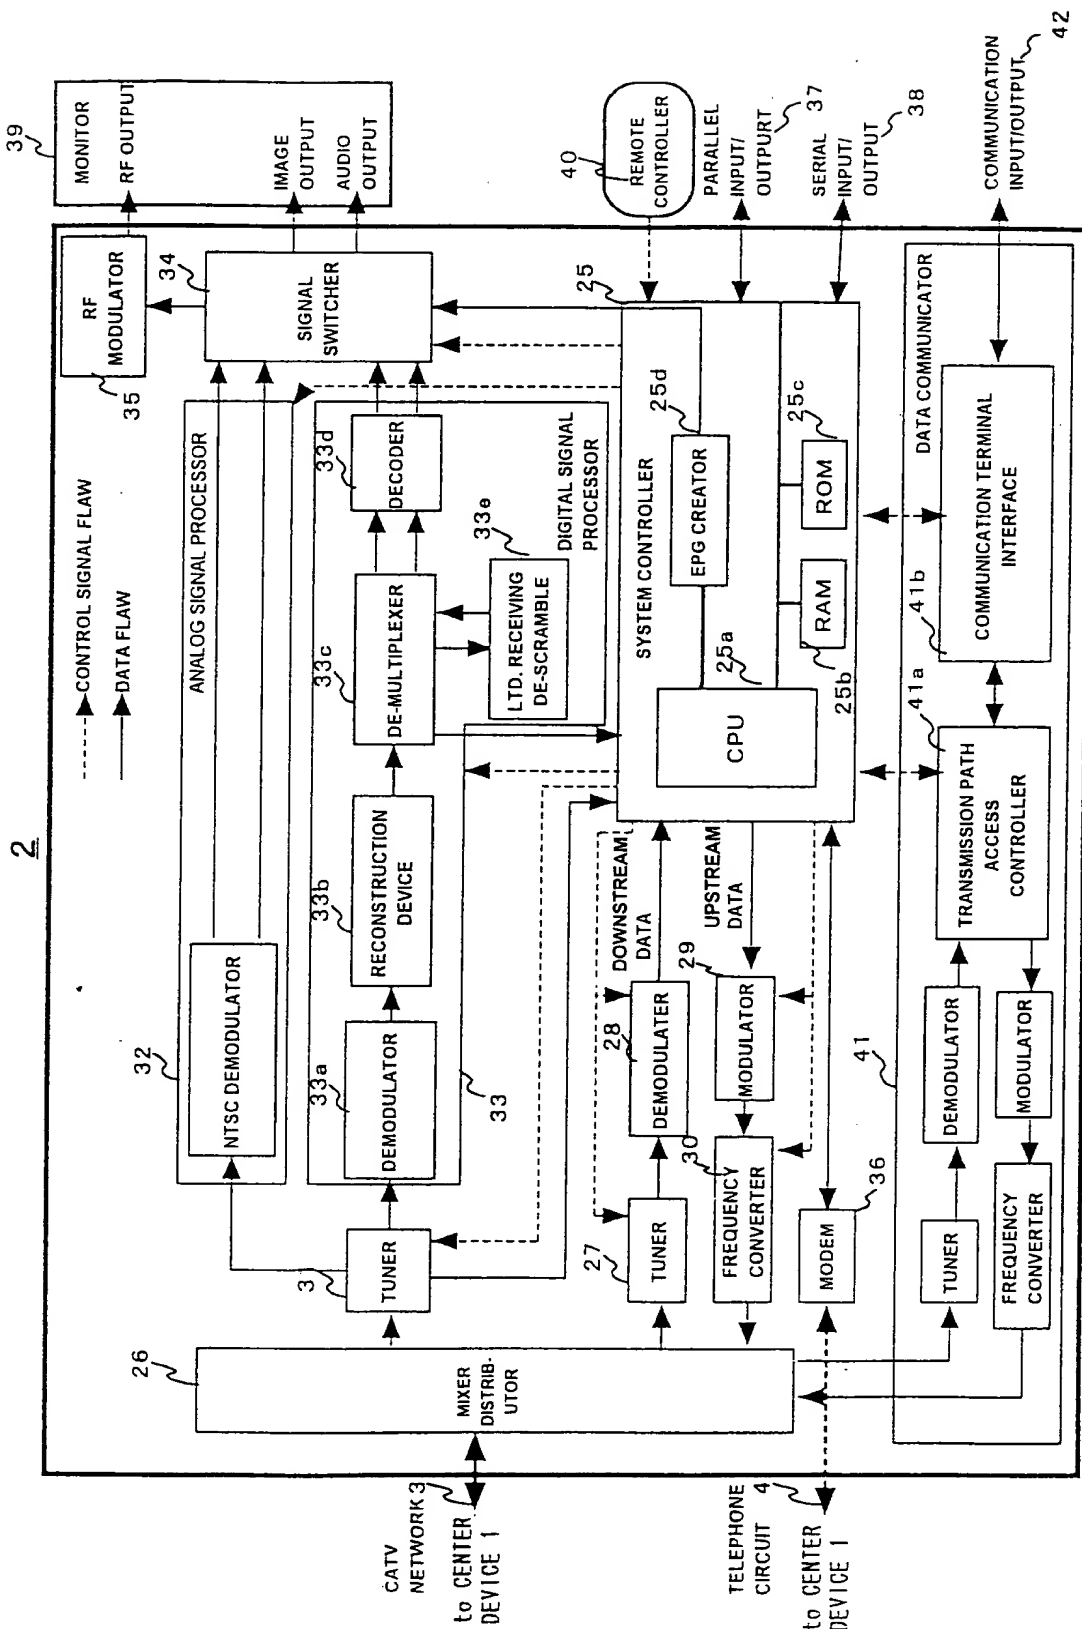 2
CONTROL SIGNAL FLAW
DATA FLAW
39
MONITOR
RF OUTPUT
IMAGE
OUTPUT
AUDIO
OUTPUT
RF
MODULATOR
35
34
SIGNAL
SWITCHER
ANALOG SIGNAL PROCESSOR
32
NTSC DEMODULATOR
33d
DECODER
33e
DIGITAL SIGNAL
PROCESSOR
33c
DE-MULTIPLEXER
LTD. RECEIVING
DE-SCRAMBLE
33b
RECONSTRUCTION
DEVICE
33a
DEMODULATOR
33
3
TUNER
26
MIXER
DISTRIB-
UTOR
CATV
NETWORK
3
to CENTER
DEVICE 1
TELEPHONE
CIRCUIT
4
to CENTER
DEVICE 1
40
REMOTE
CONTROLLER
PARALLEL
INPUT/
OUTPURT
37
SERIAL
INPUT/
OUTPUT
38
25
SYSTEM CONTROLLER
25d
EPG CREATOR
25c
ROM
25a
CPU
25b
RAM
DOWNSTREAM
DATA
UPSTREAM
DATA
28
DEMODULATER
27
TUNER
29
MODULATOR
30
FREQUENCY
CONVERTER
36
MODEM
COMMUNICATION
INPUT/OUTPUT
42
DATA COMMUNICATOR
41b
COMMUNICATION TERMINAL
INTERFACE
41a
TRANSMISSION PATH
ACCESS
CONTROLLER
41
DEMODULATOR
MODULATOR
TUNER
FREQUENCY
CONVERTER